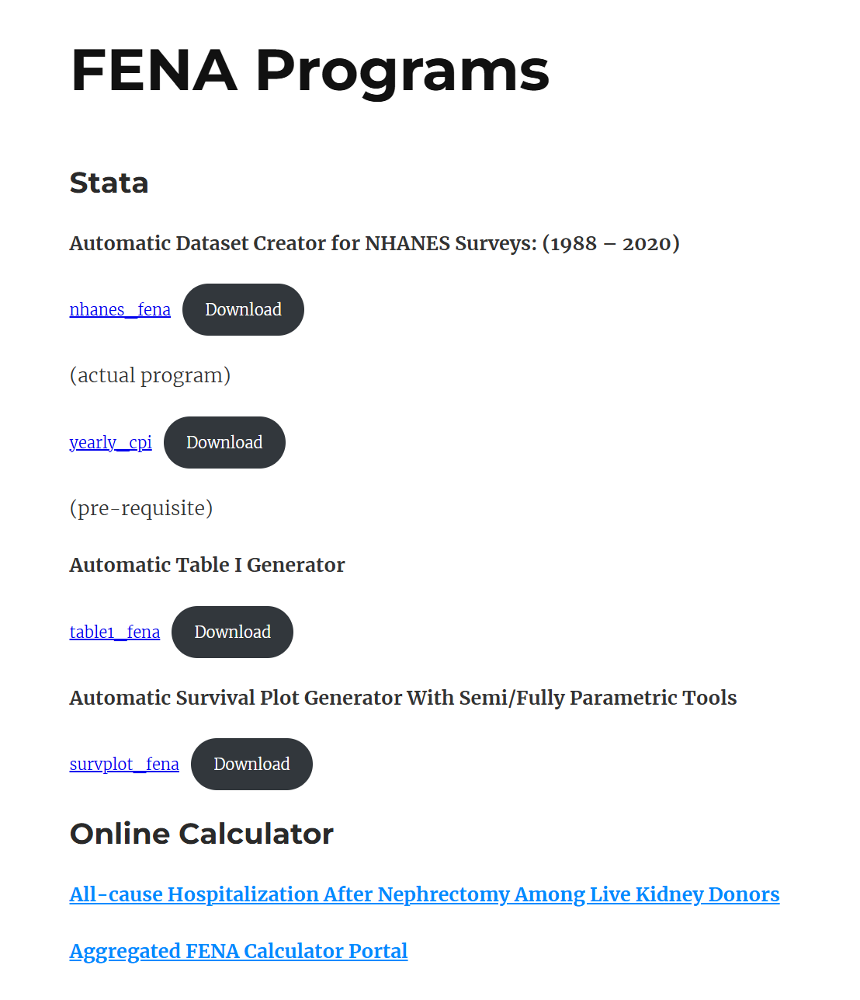 FENA Programs
Stata
Automatic Dataset Creator for NHANES Surveys: (1988 – 2020)
nhanes_fena Download
(actual program)
yearly_cpi Download
(pre-requisite)
Automatic Table I Generator
table1_fena Download
Automatic Survival Plot Generator With Semi/Fully Parametric Tools
survplot_fena Download
Online Calculator
All-cause Hospitalization After Nephrectomy Among Live Kidney Donors
Aggregated FENA Calculator Portal